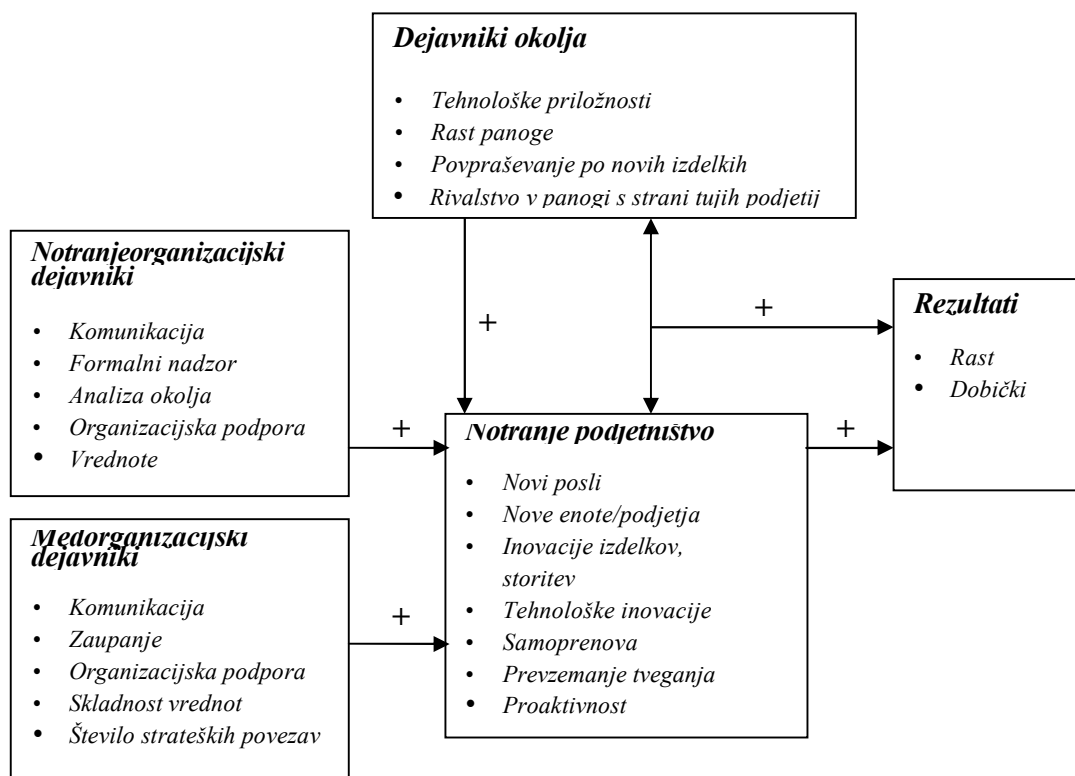 Dejavniki okolja
• Tehnološke priložnosti
• Rast panoge
• Povpraševanje po novih izdelkih
• Rivalstvo v panogi s strani tujih podjetij
Notranjeorganizacijski
dejavniki
• Komunikacija
• Formalni nadzor
• Analiza okolja
• Organizacijska podpora
• Vrednote
+
+
Rezultati
• Rast
• Dobički
+
+
Notranje podjetništvo
• Novi posli
• Nove enote/podjetja
• Inovacije izdelkov,
storitev
• Tehnološke inovacije
• Samoprenova
• Prevzemanje tveganja
• Proaktivnost
Medorganizacijski
dejavniki
• Komunikacija
• Zaupanje
• Organizacijska podpora
• Skladnost vrednot
• Število strateških povezav
+